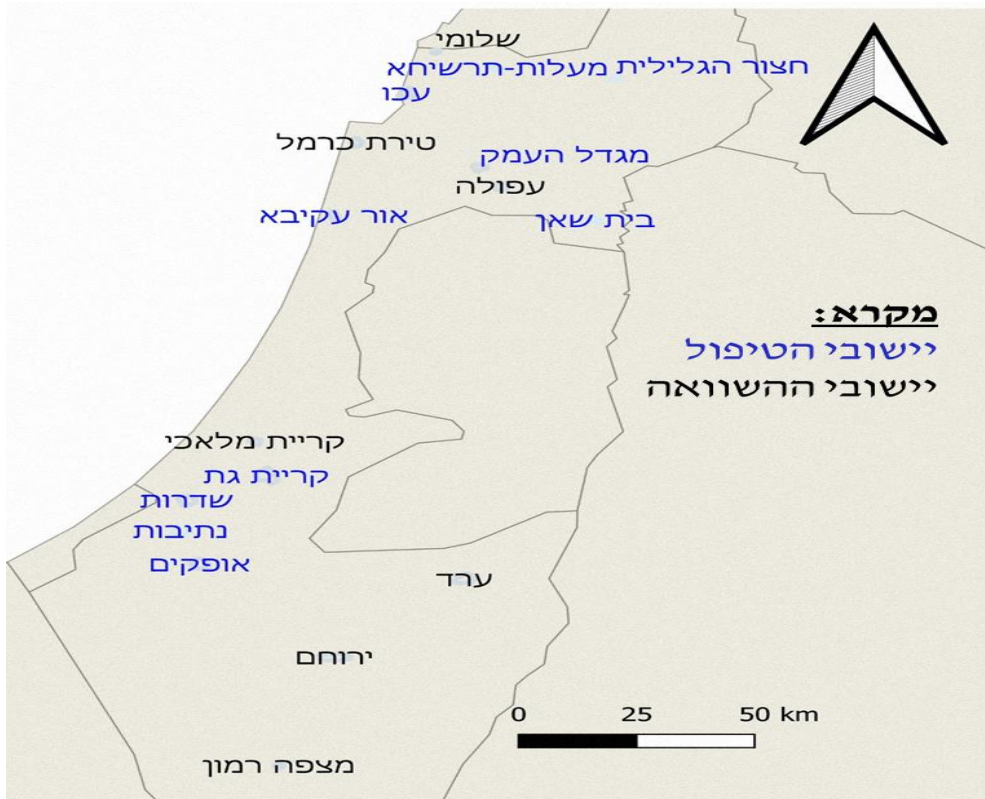 שלומי
חצור הגלילית
מעלות-תרשיחא
עכו
טירת כרמל
מגדל העמק
עפולה
אור עקיבא
בית שאן
מקרא:
יישובי הטיפול
יישובי ההשוואה
קריית מלאכי
קריית גת
שדרות
נתיבות
אופקים
ערד
ירוחם
0 25 50 km
מצפה רמון